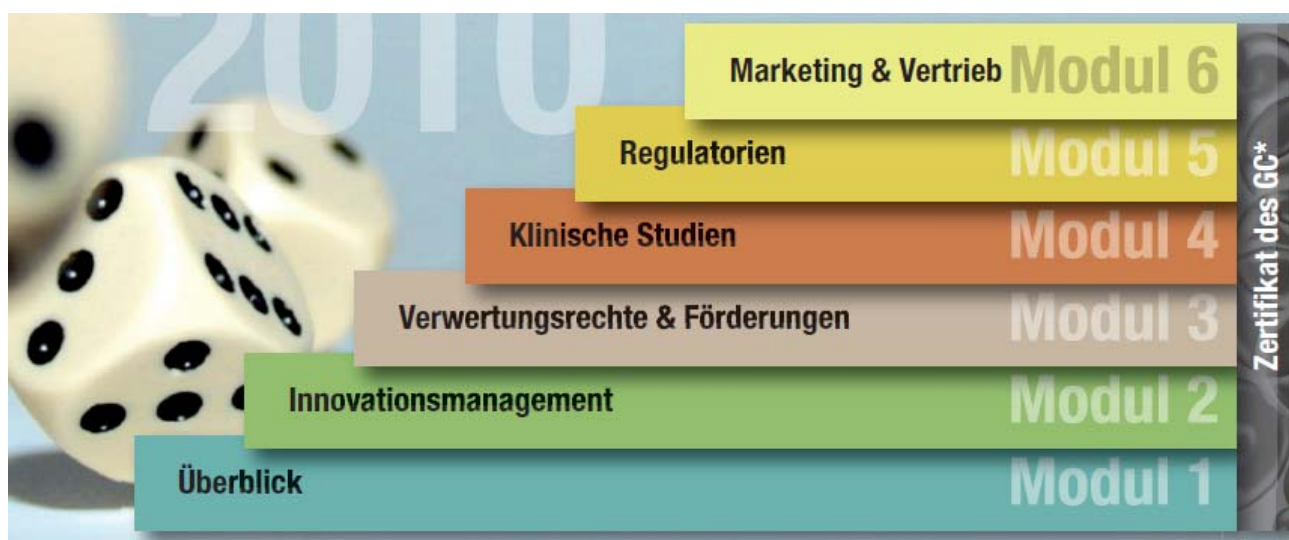 2010
Marketing & Vertrieb Modul 6
Regulatorien Modul 5
Klinische Studien Modul 4
Verwertungsrechte & Förderungen Modul 3
Innovationsmanagement Modul 2
Überblick Modul 1
Zertifikat des GC*